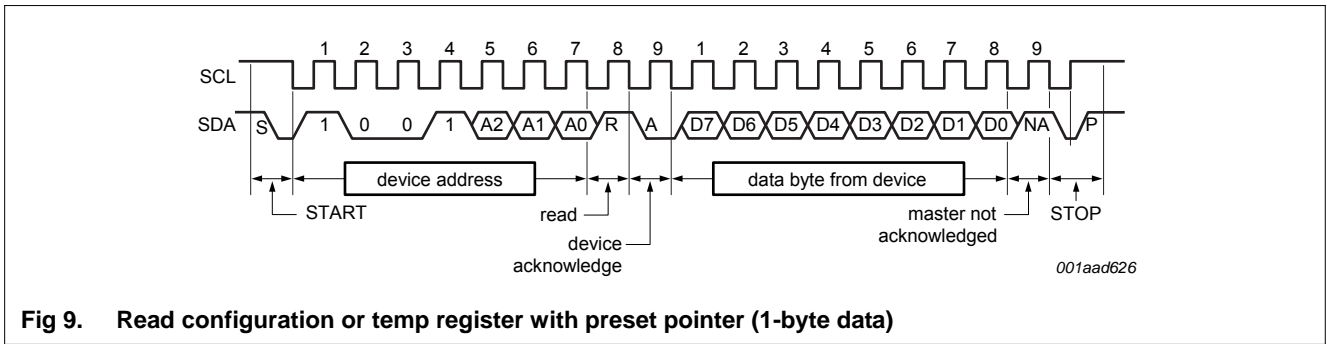 1 2 3 4 5 6 7 8 9 1 2 3 4 5 6 7 8 9
SCL
SDA S 1 0 0 1 A2 A1 A0 R A D7 D6 D5 D4 D3 D2 D1 D0 NA P
device address
data byte from device
START
read
device
acknowledge
master not
acknowledged
STOP
001aad626
Fig 9. Read configuration or temp register with preset pointer (1-byte data)